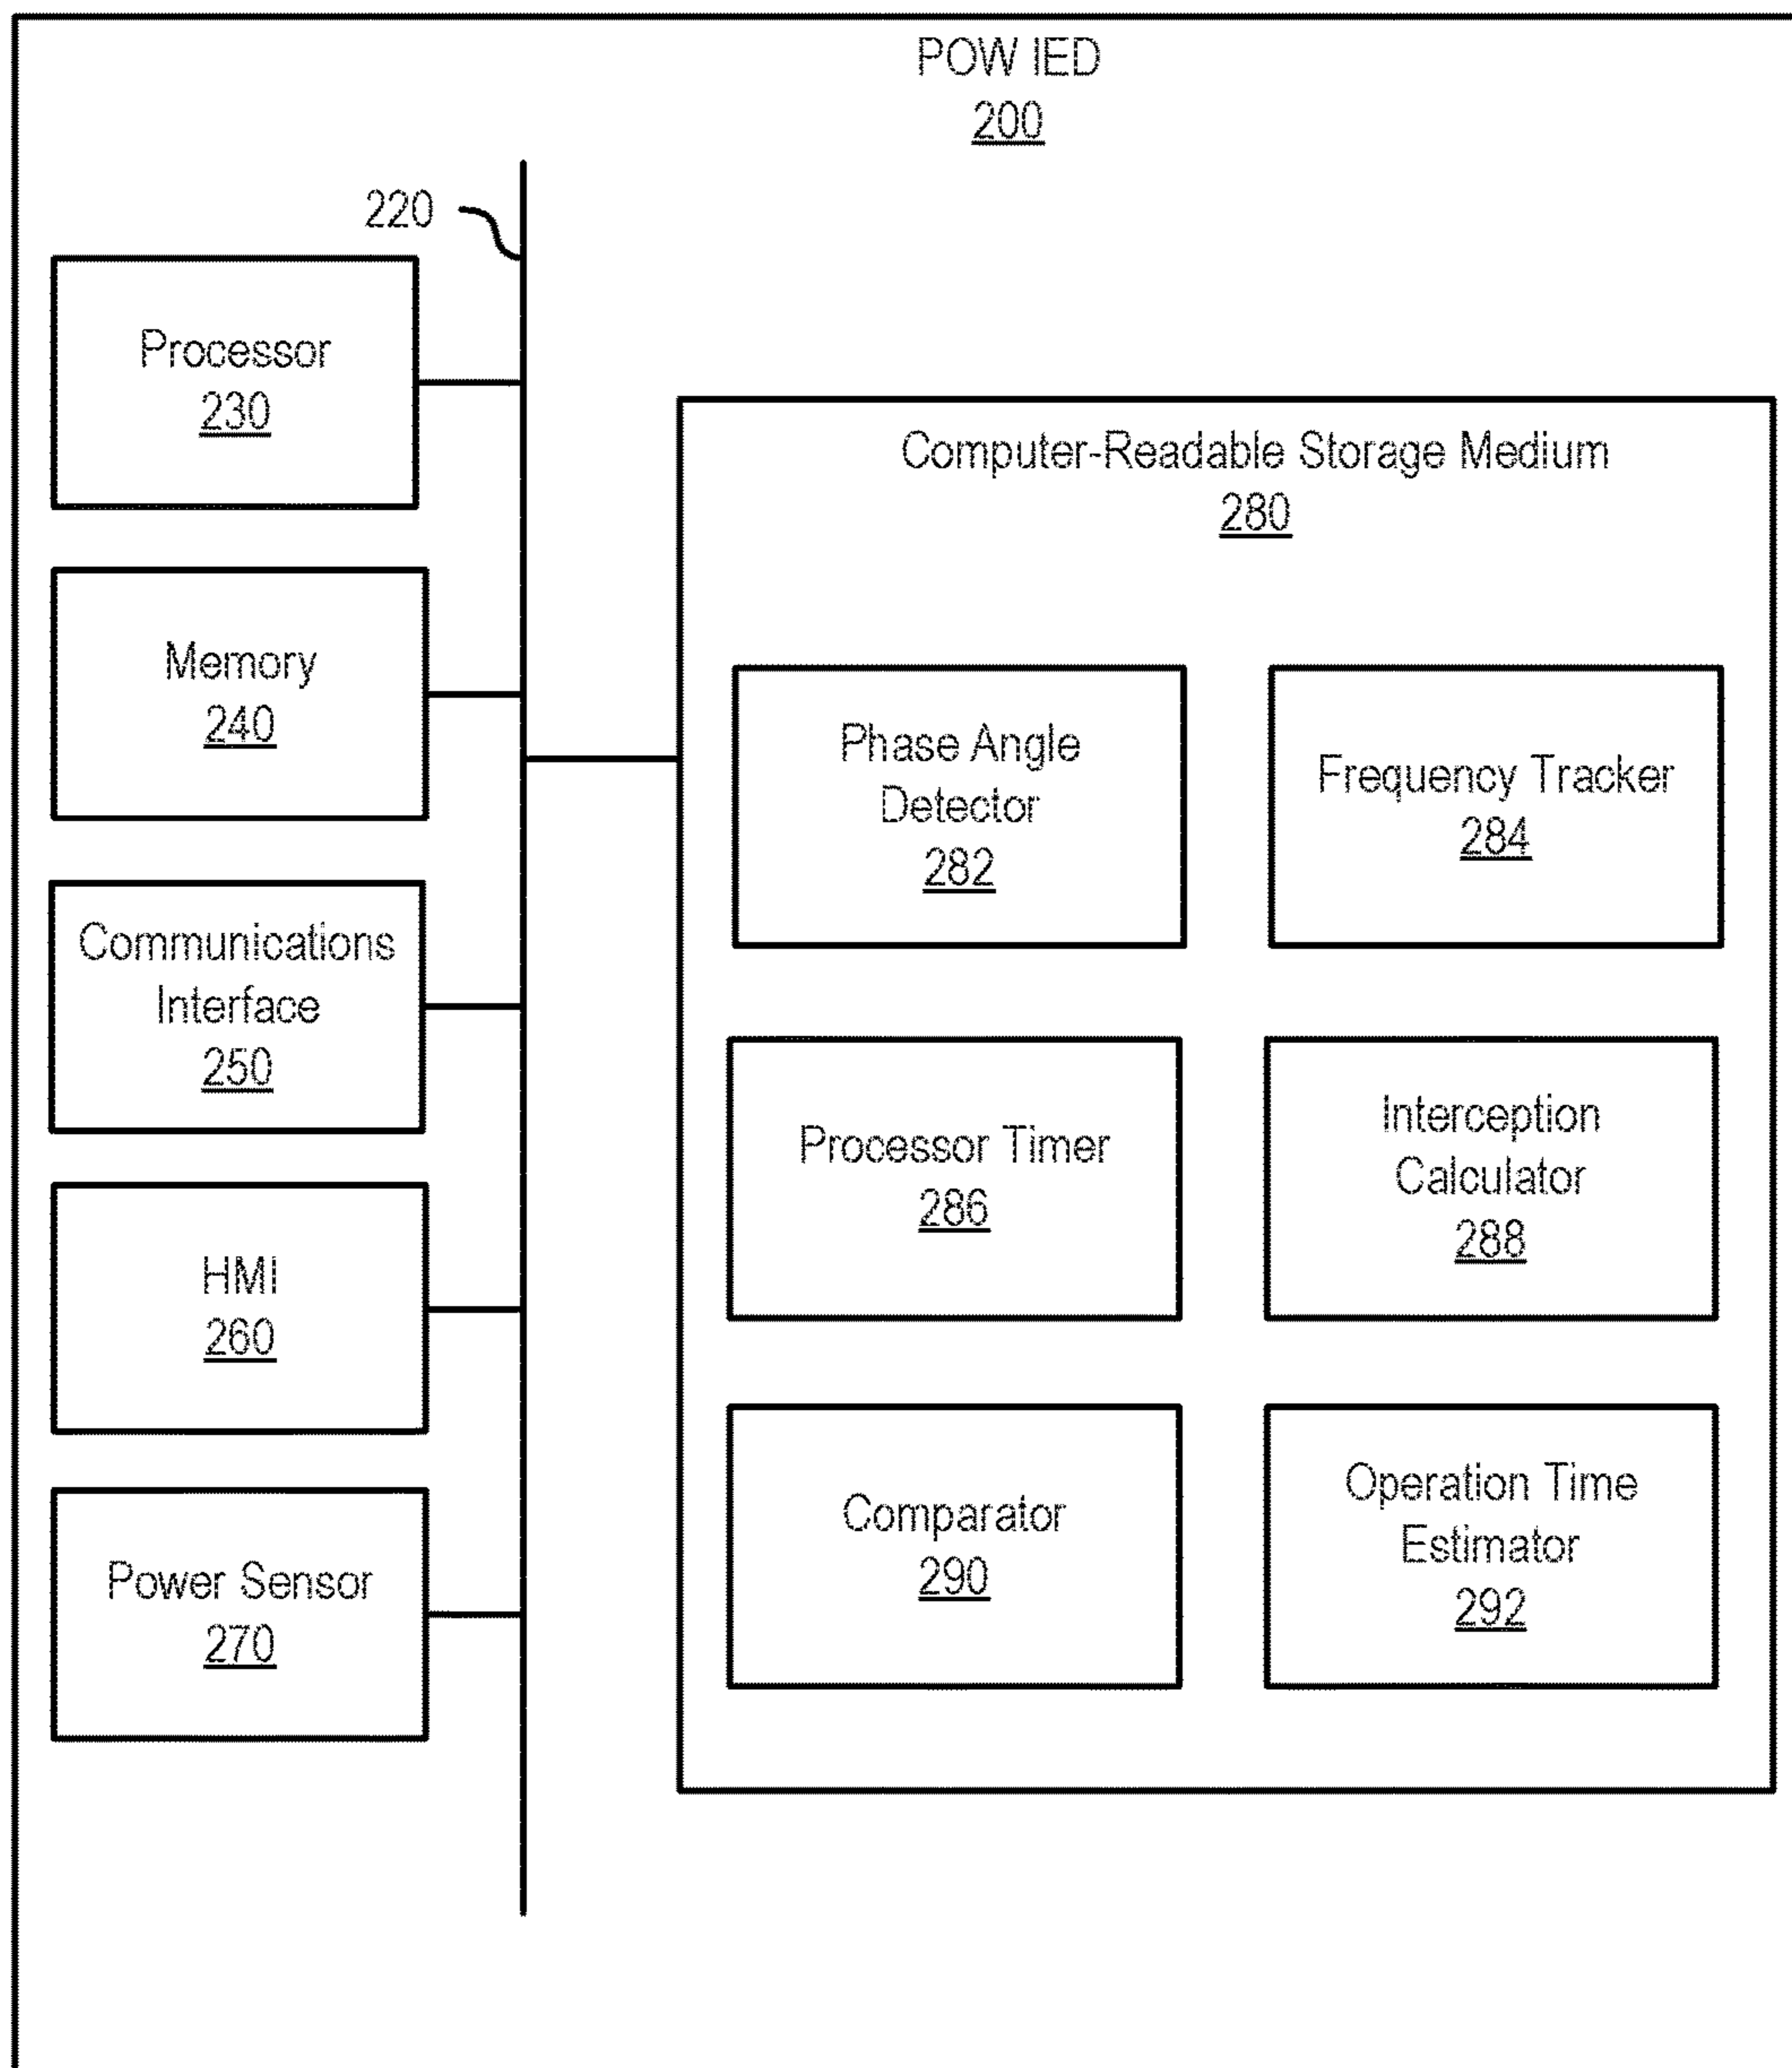 POW IED
200
220
Processor
230
Memory
240
Communications
Interface
250
HMI
260
Power Sensor
270
Computer-Readable Storage Medium
280
Phase Angle
Detector
282
Frequency Tracker
284
Processor Timer
286
Interception
Calculator
288
Comparator
290
Operation Time
Estimator
292